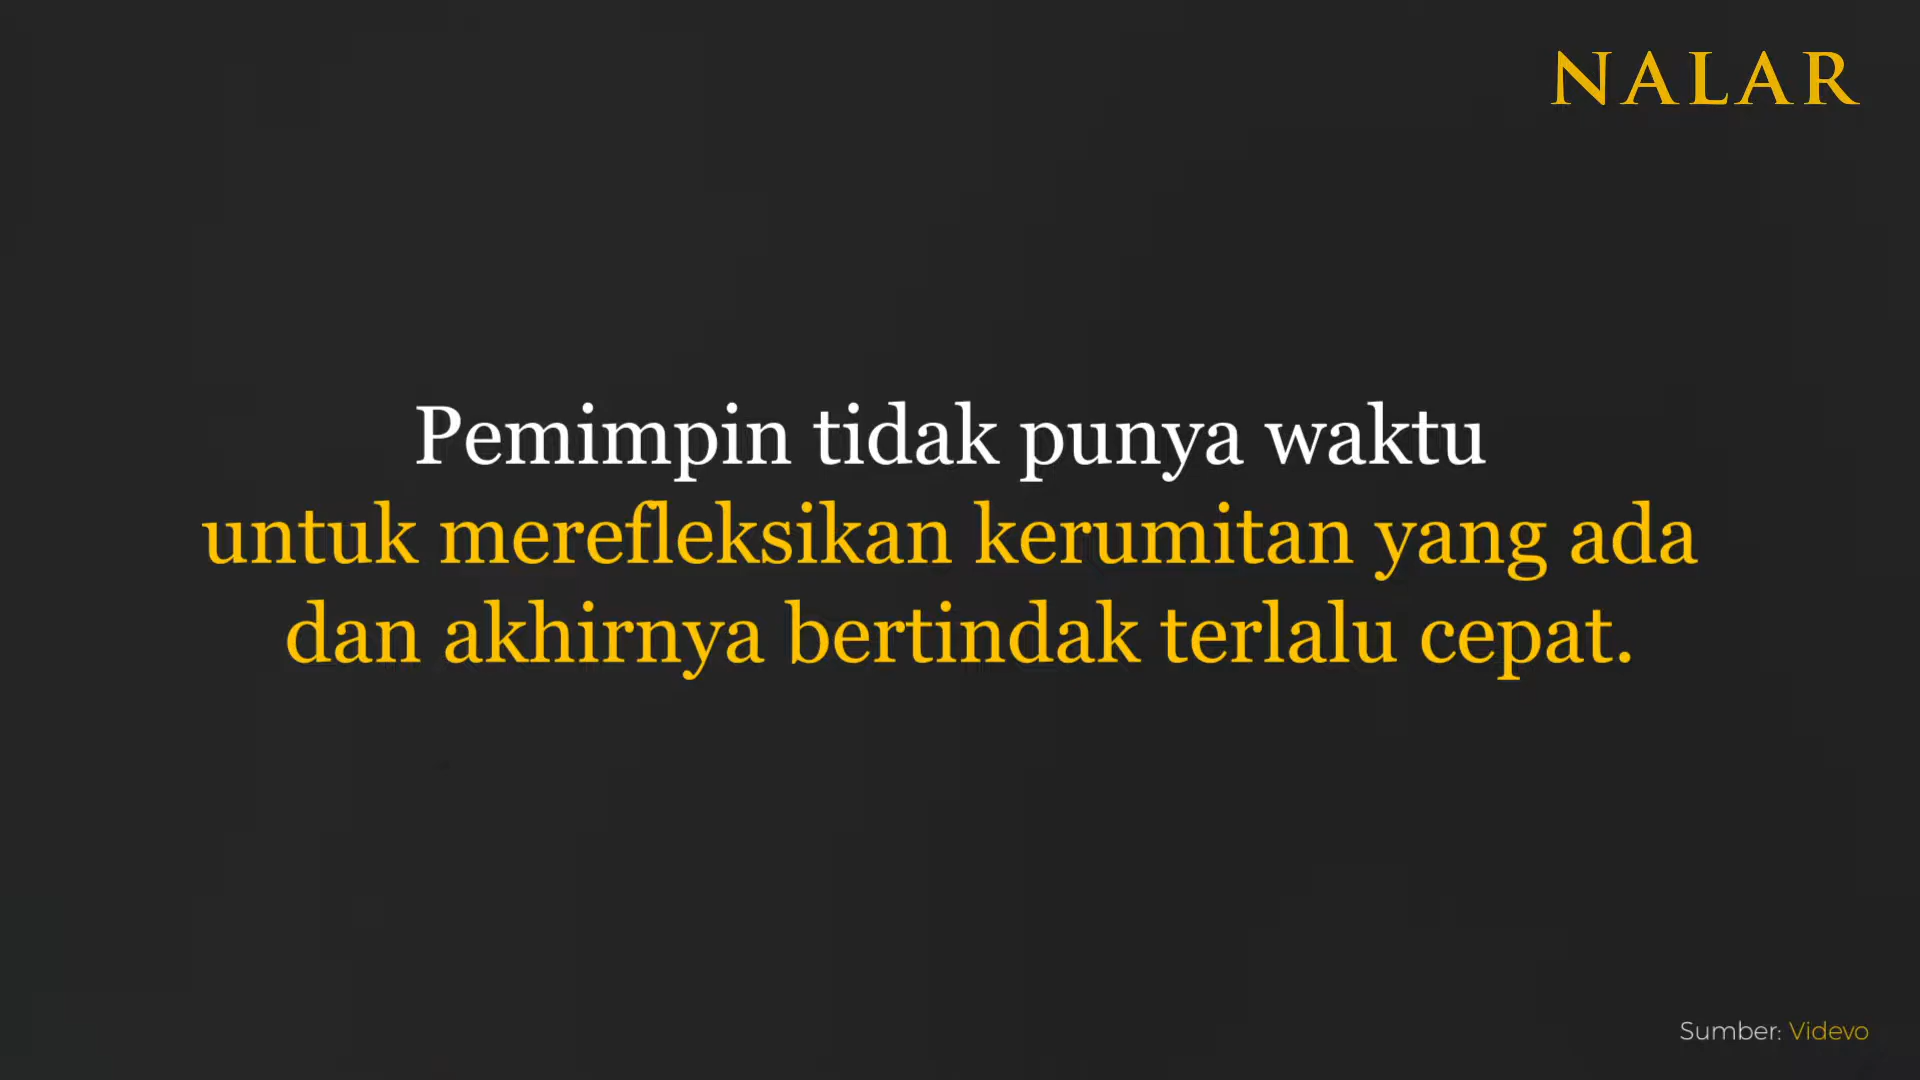 NALAR
Pemimpin tidak punya waktu
untuk merefleksikan kerumitan yang ada
dan akhirnya bertindak terlalu cepat.
Sumber: Videvo